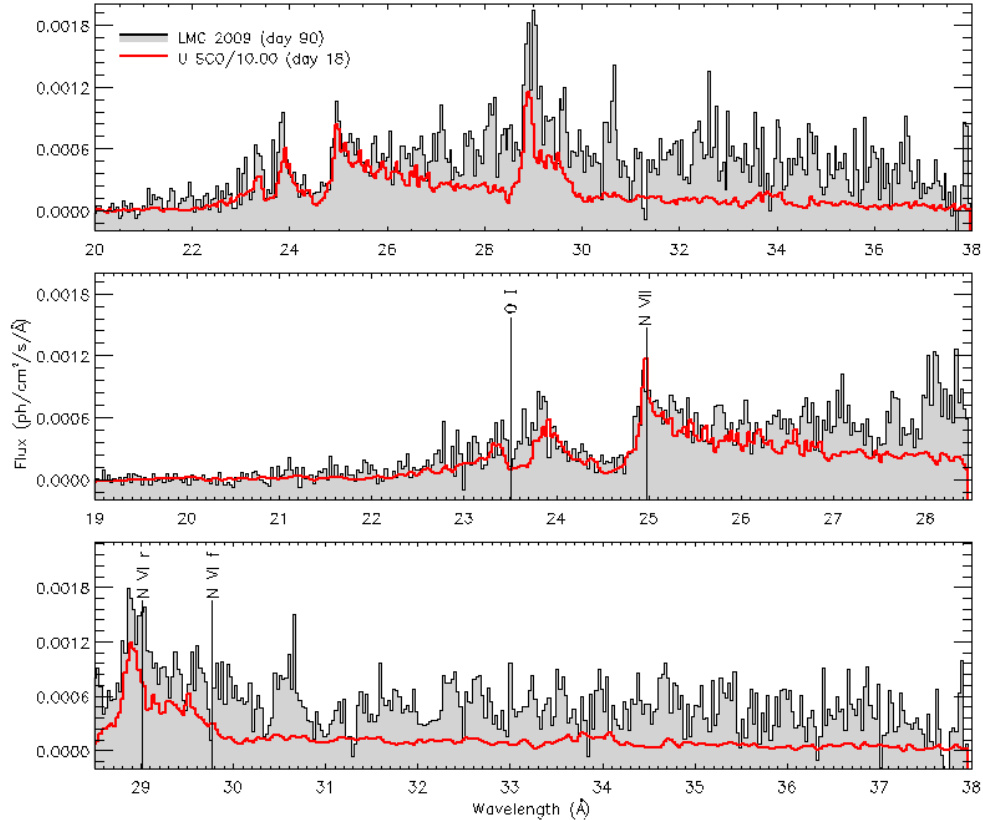 LMC 2009 (day 90)
U SCO/10.00 (day 18)
0.0018
0.0012
0.0006
0.0000
20 22 24 26 28 30 32 34 36 38
Flux (ph/cm²/s/Å)
0.0018
0.0012
0.0006
0.0000
O I
N VII
19 20 21 22 23 24 25 26 27 28
0.0018
0.0012
0.0006
0.0000
N VI r
N VI f
29 30 31 32 33 34 35 36 37 38
Wavelength (Å)